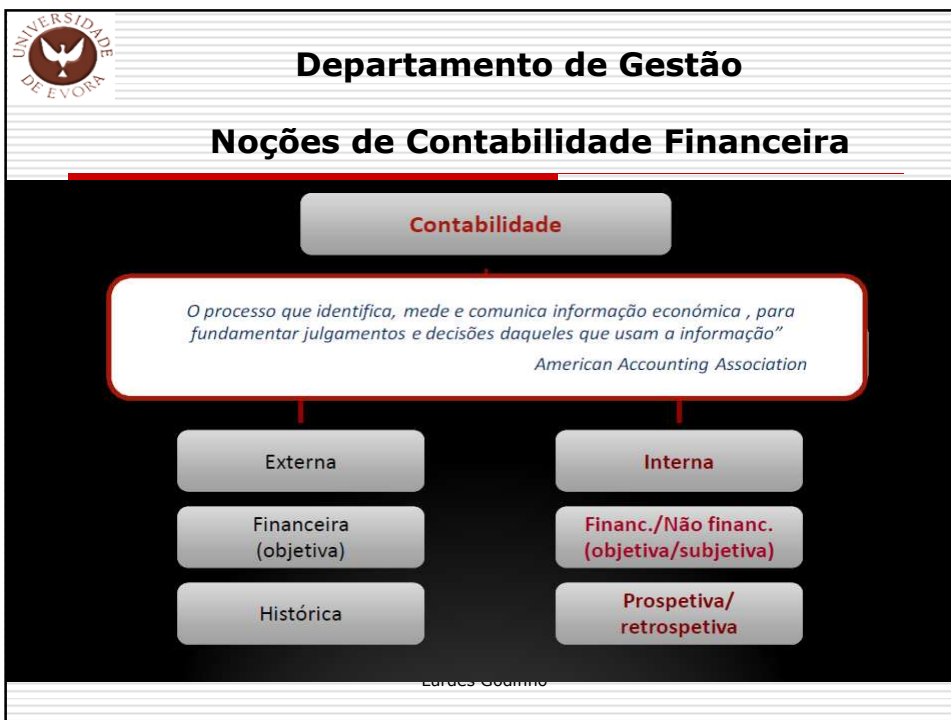 UNIVERSIDADE
DE EVORA
Departamento de Gestão
Noções de Contabilidade Financeira
Contabilidade
O processo que identifica, mede e comunica informação económica , para
fundamentar julgamentos e decisões daqueles que usam a informação”
American Accounting Association
Externa
Interna
Financeira
(objetiva)
Financ./Não financ.
(objetiva/subjetiva)
Histórica
Prospetiva/
retrospetiva